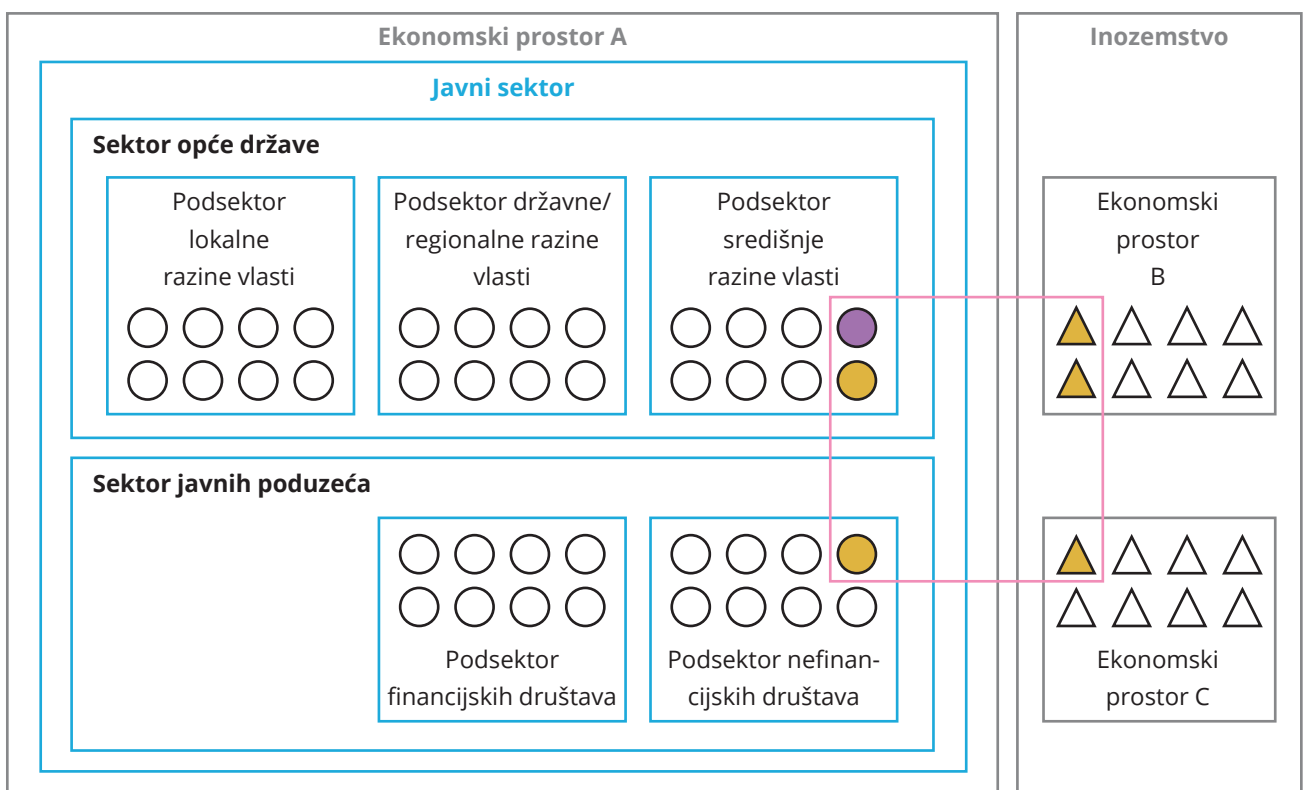 Ekonomski prostor A
Inozemstvo
Javni sektor
Sektor opće države
Podsektor
lokalne
razine vlasti
Podsektor državne/
regionalne razine
vlasti
Podsektor
središnje
razine vlasti
Ekonomski
prostor
B
Sektor javnih poduzeća
Podsektor
financijskih društava
Podsektor nefinan-
cijskih društava
Ekonomski
prostor C